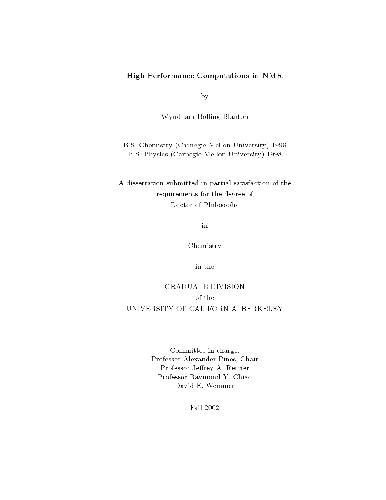 High Performance Computations in NMR
by
Wyndham Bolling Blanton
B.S. Chemistry (Carnegie Mellon University) 1998
B.S. Physics (Carnegie Mellon University) 1998
A dissertation submitted in partial satisfaction of the
requirements for the degree of
Doctor of Philosophy
in
Chemistry
in the
GRADUATE DIVISION
of the
UNIVERSITY OF CALIFORNIA, BERKELEY
Committee in charge:
Professor Alexander Pines, Chair
Professor Jeffrey A. Reimer
Professor Raymond Y. Chiao
David E. Wemmer
Fall 2002